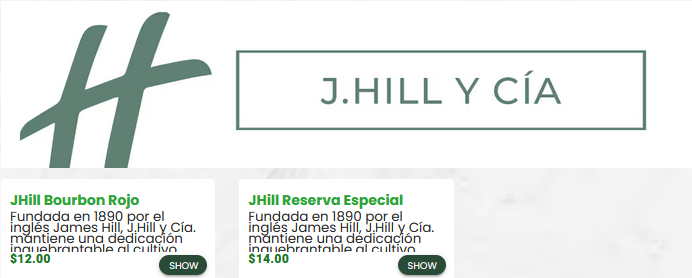 J.HILL Y CÍA
JHill Bourbon Rojo
Fundada en 1890 por el
inglés James Hill, J.Hill y Cía.
mantiene una dedicación
inquebrantable al cultivo
$12.00
SHOW
JHill Reserva Especial
Fundada en 1890 por el
inglés James Hill, J.Hill y Cía.
mantiene una dedicación
inquebrantable al cultivo
$14.00
SHOW